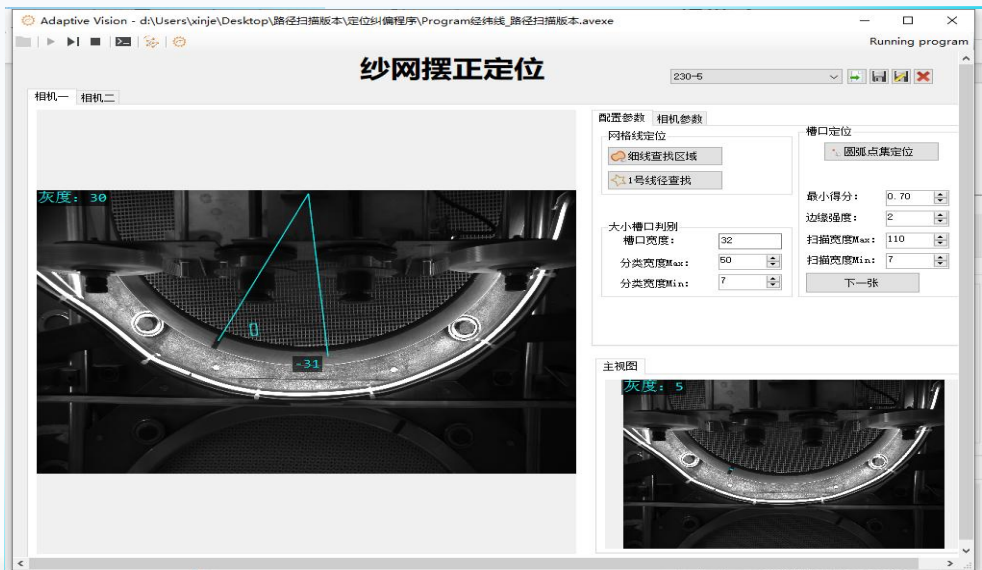 Adaptive Vision - d:\Users\xinje\Desktop\路径扫描版本\定位纠偏程序\Program经纬线_路径扫描版本.avexe
Running program
纱网摆正定位
230-6
相机一 相机二
灰度: 30
-31
配置参数 相机参数
网格线定位
细线查找区域
1号线径查找
大小槽口判别
槽口宽度: 32
分类宽度Max: 50
分类宽度Min: 7
槽口定位
圆弧点集定位
最小得分: 0.70
边缘强度: 2
扫描宽度Max: 110
扫描宽度Min: 7
下一张
主视图
灰度: 5